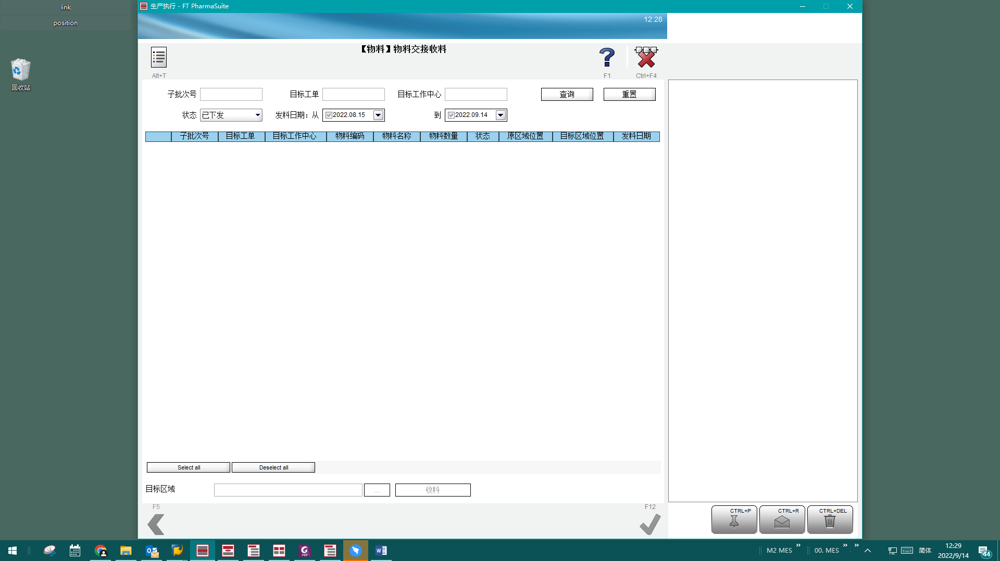 link
position
回收站
生产执行 - FT PharmaSuite
12:28
【物料】物料交接收料
Alt+T
F1
Ctrl+F4
子批次号 目标工单 目标工作中心 查询 重置
状态 已下发 发料日期：从 2022.08.15 到 2022.09.14
子批次号 目标工单 目标工作中心 物料编码 物料名称 物料数量 状态 原区域位置 目标区域位置 发料日期
Select all Deselect all
目标区域 ... 收料
F5 F12
CTRL+P CTRL+R CTRL+DEL
M2 MES » 00. MES » » 简体 12:29
2022/9/14 44